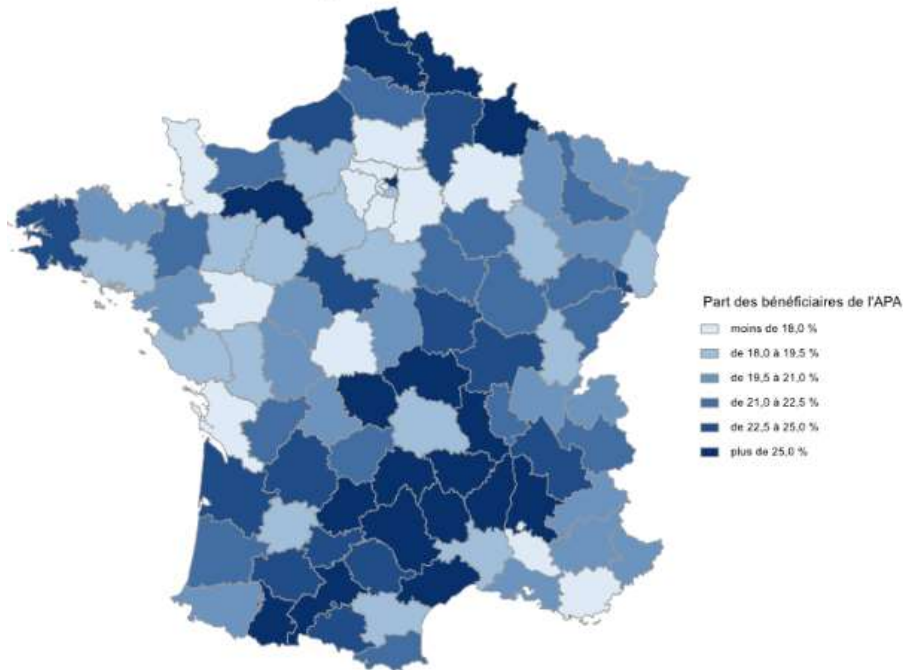 Part des bénéficiaires de l'APA
moins de 18,0 %
de 18,0 à 19,5 %
de 19,5 à 21,0 %
de 21,0 à 22,5 %
de 22,5 à 25,0 %
plus de 25,0 %